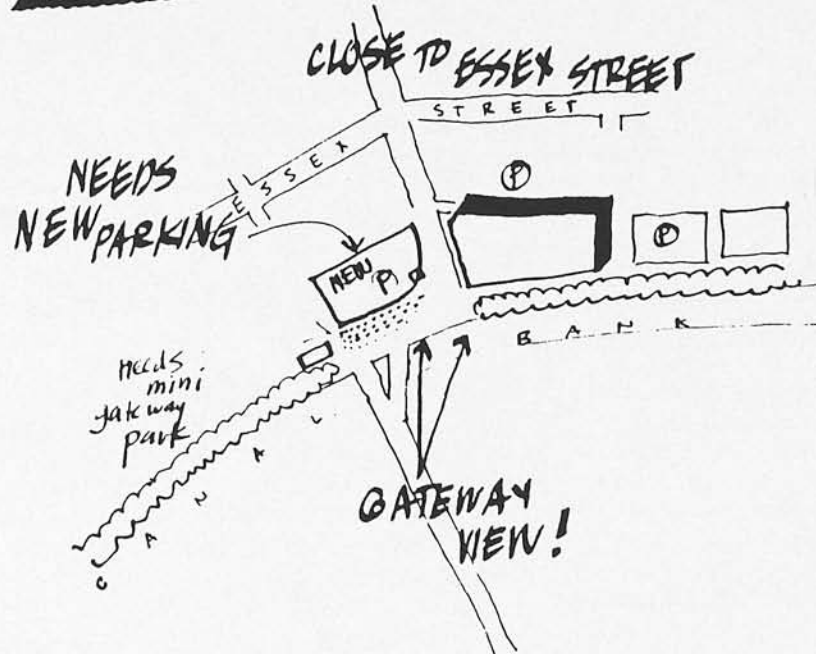 CLOSE TO ESSEX STREET
STREET
ESSEX
NEEDS
NEW PARKING
NEW
P
P
P
needs
mini
gateway
park
CANAL
BANK
GATEWAY
VIEW!